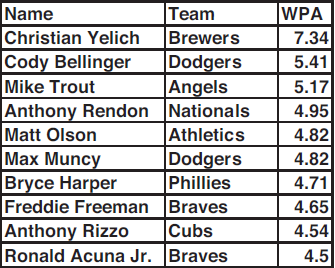 Name Team WPA
Christian Yelich Brewers 7.34
Cody Bellinger Dodgers 5.41
Mike Trout Angels 5.17
Anthony Rendon Nationals 4.95
Matt Olson Athletics 4.82
Max Muncy Dodgers 4.82
Bryce Harper Phillies 4.71
Freddie Freeman Braves 4.65
Anthony Rizzo Cubs 4.54
Ronald Acuna Jr. Braves 4.5